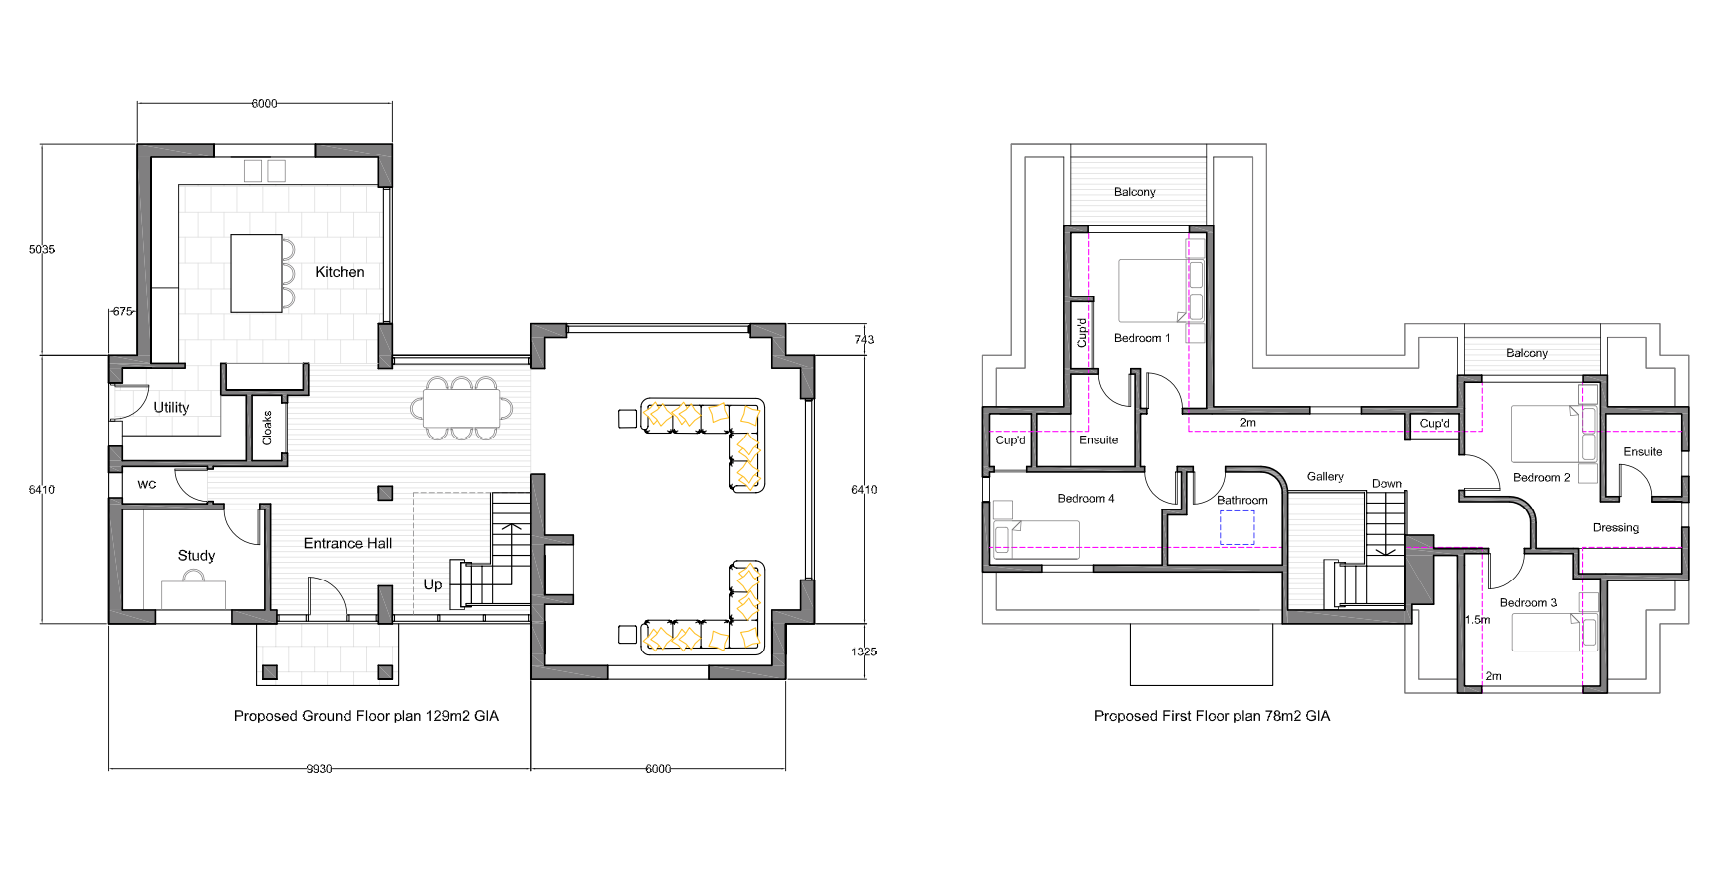 6000
5035
Kitchen
675
743
Utility
Cloaks
6410
WC
6410
Entrance Hall
Study
Up
1325
Proposed Ground Floor plan 129m2 GIA
9930
6000
Balcony
Cup'd
Bedroom 1
Balcony
2m
Cup'd
Cup'd
Ensuite
Ensuite
Gallery
Down
Bedroom 2
Bedroom 4
Bathroom
Dressing
Bedroom 3
1.5m
2m
Proposed First Floor plan 78m2 GIA